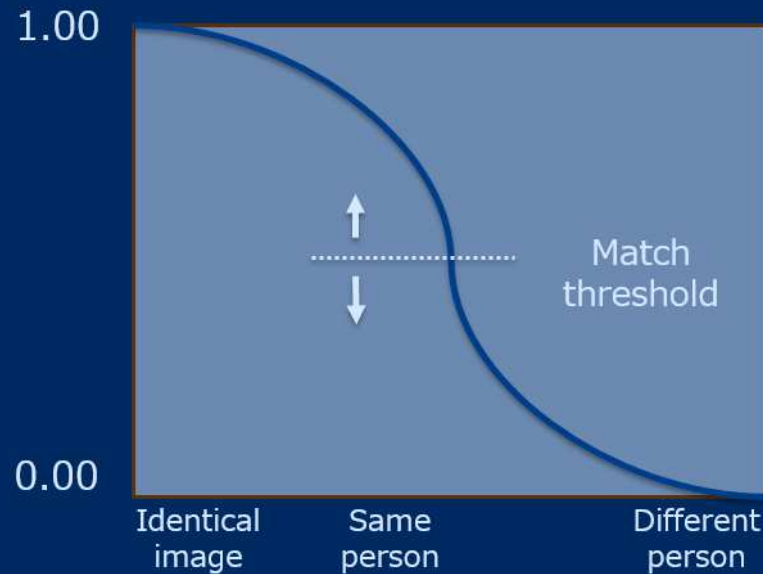 1.00
Match
threshold
0.00
Identical
image
Same
person
Different
person